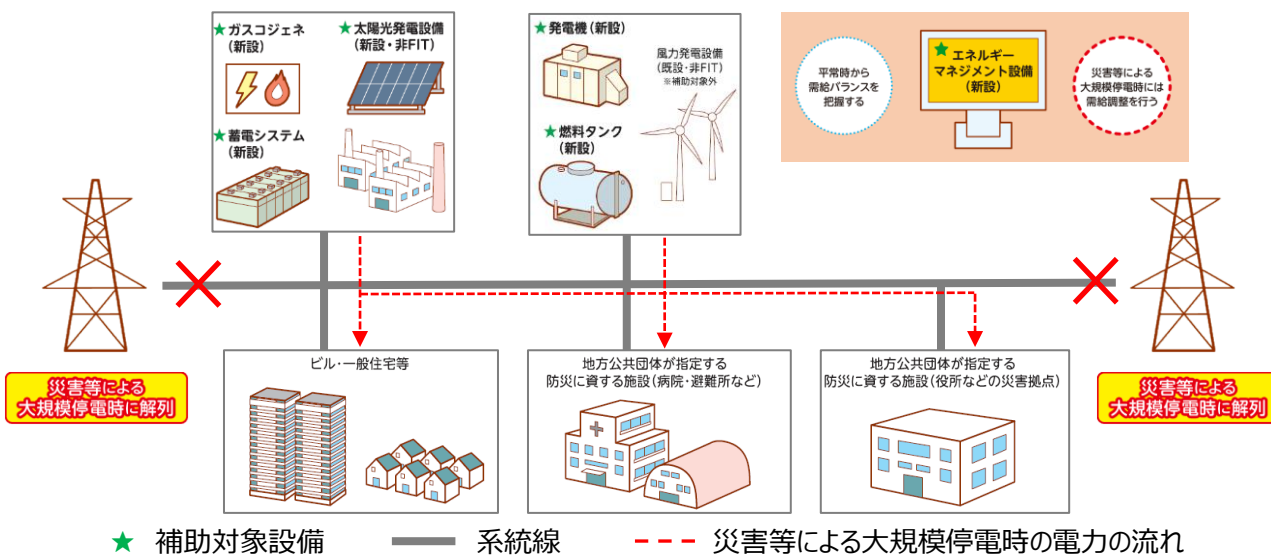 ★ガスコジェネ
(新設)
★太陽光発電設備
(新設・非FIT)
★蓄電システム
(新設)
★発電機(新設)
風力発電設備
(既設・非FIT)
※補助対象外
★燃料タンク
(新設)
平常時から
需給バランスを
把握する
★エネルギー
マネジメント設備
(新設)
災害等による
大規模停電時には
需給調整を行う
災害等による
大規模停電時に解列
災害等による
大規模停電時に解列
ビル・一般住宅等
地方公共団体が指定する
防災に資する施設(病院・避難所など)
地方公共団体が指定する
防災に資する施設(役所などの災害拠点)
★ 補助対象設備
系統線
災害等による大規模停電時の電力の流れ